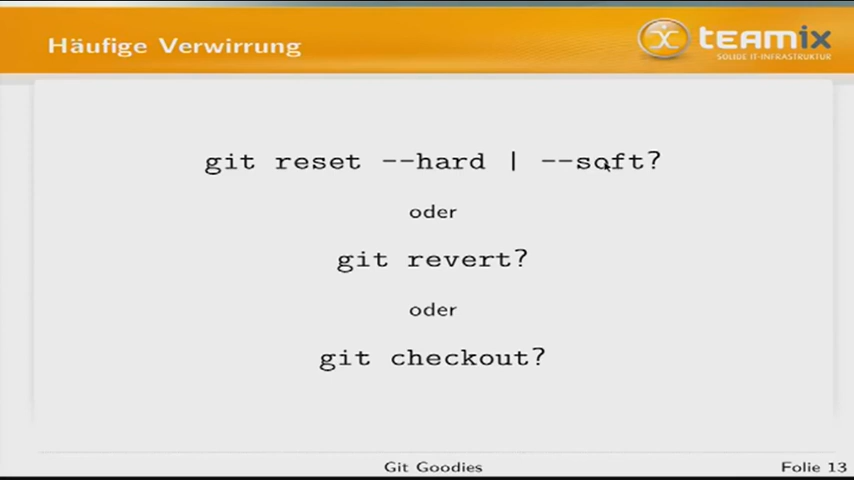 Häufige Verwirrung
teamix
SOLIDE IT-INFRASTRUKTUR
git reset --hard | --soft?
oder
git revert?
oder
git checkout?
Git Goodies
Folie 13